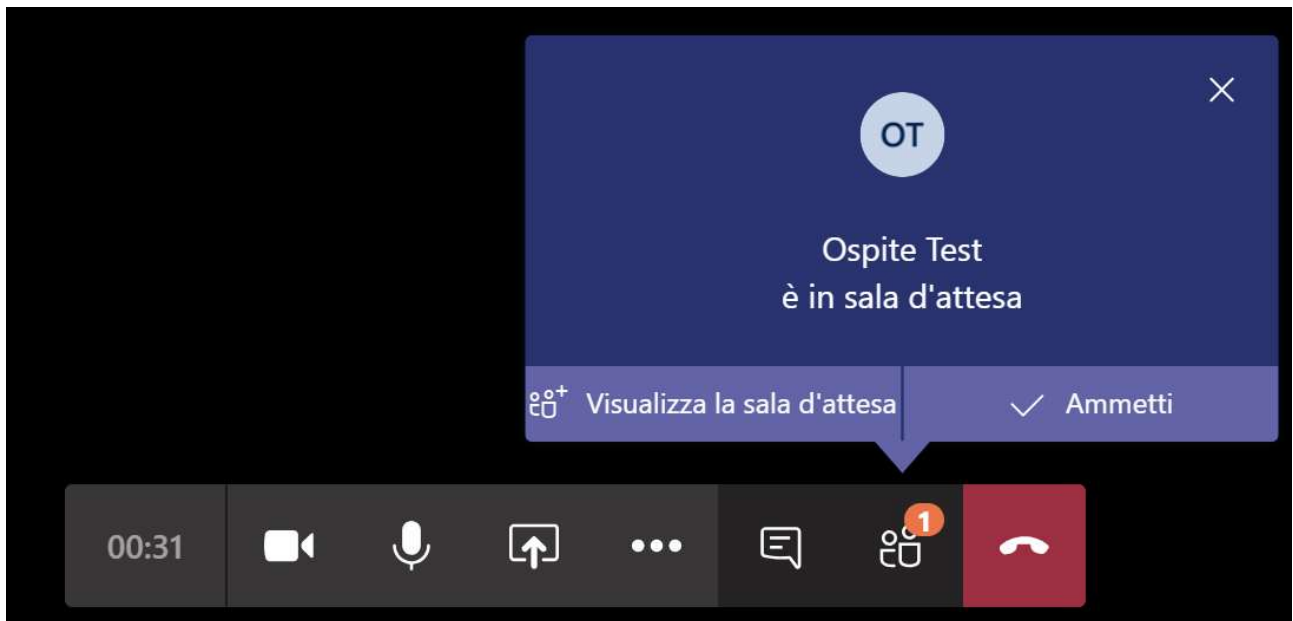 OT
Ospite Test
è in sala d'attesa
Visualizza la sala d'attesa
Ammetti
00:31
1